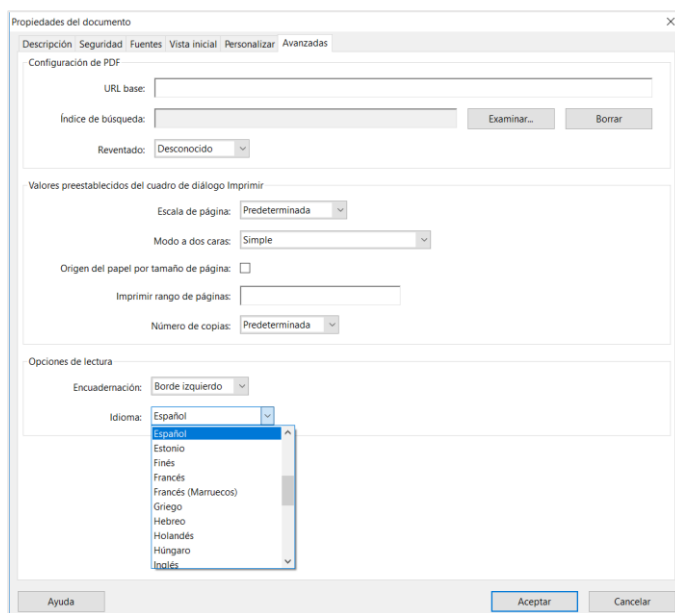 Propiedades del documento
Descripción Seguridad Fuentes Vista inicial Personalizar Avanzadas
Configuración de PDF
URL base:
Índice de búsqueda: Examinar... Borrar
Reventado: Desconocido
Valores preestablecidos del cuadro de diálogo Imprimir
Escala de página: Predeterminada
Modo a dos caras: Simple
Origen del papel por tamaño de página:
Imprimir rango de páginas:
Número de copias: Predeterminada
Opciones de lectura
Encuadernación: Borde izquierdo
Idioma: Español
Español
Estonio
Finés
Francés
Francés (Marruecos)
Griego
Hebreo
Holandés
Húngaro
Inglés
Ayuda Aceptar Cancelar